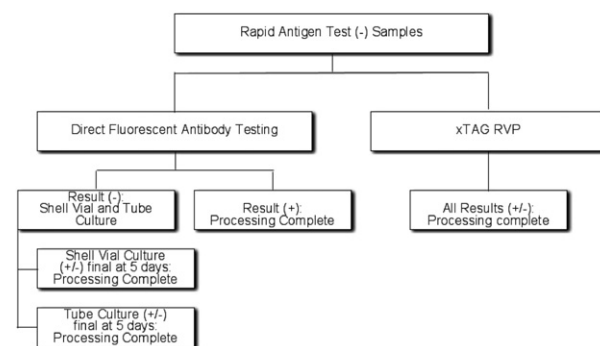 Rapid Antigen Test (-) Samples
Direct Fluorescent Antibody Testing
xTAG RVP
Result (-):
Shell Vial and Tube
Culture
Result (+):
Processing Complete
All Results (+/-):
Processing complete
Shell Vial Culture
(+/-) final at 5 days:
Processing Complete
Tube Culture (+/-)
final at 5 days:
Processing Complete